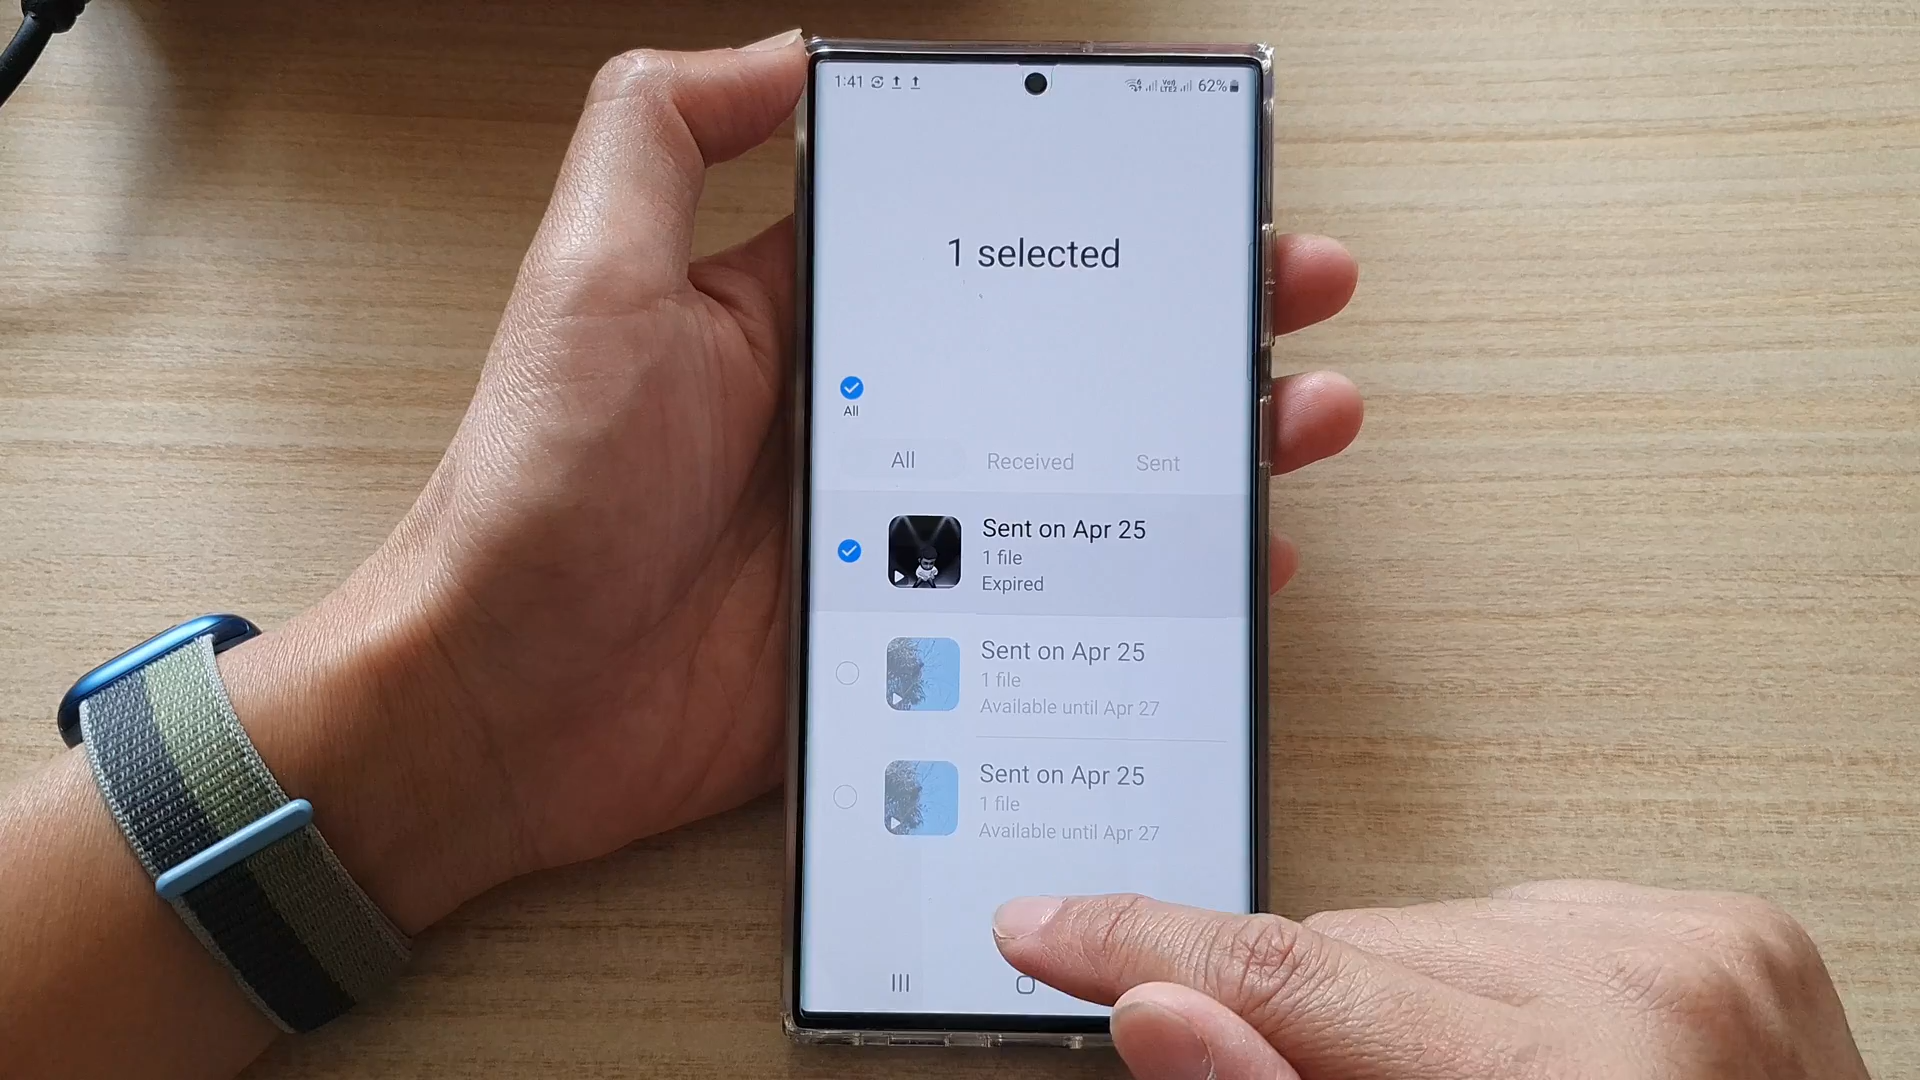 1:41
62%
1 selected
All
All Received Sent
Sent on Apr 25
1 file
Expired
Sent on Apr 25
1 file
Available until Apr 27
Sent on Apr 25
1 file
Available until Apr 27